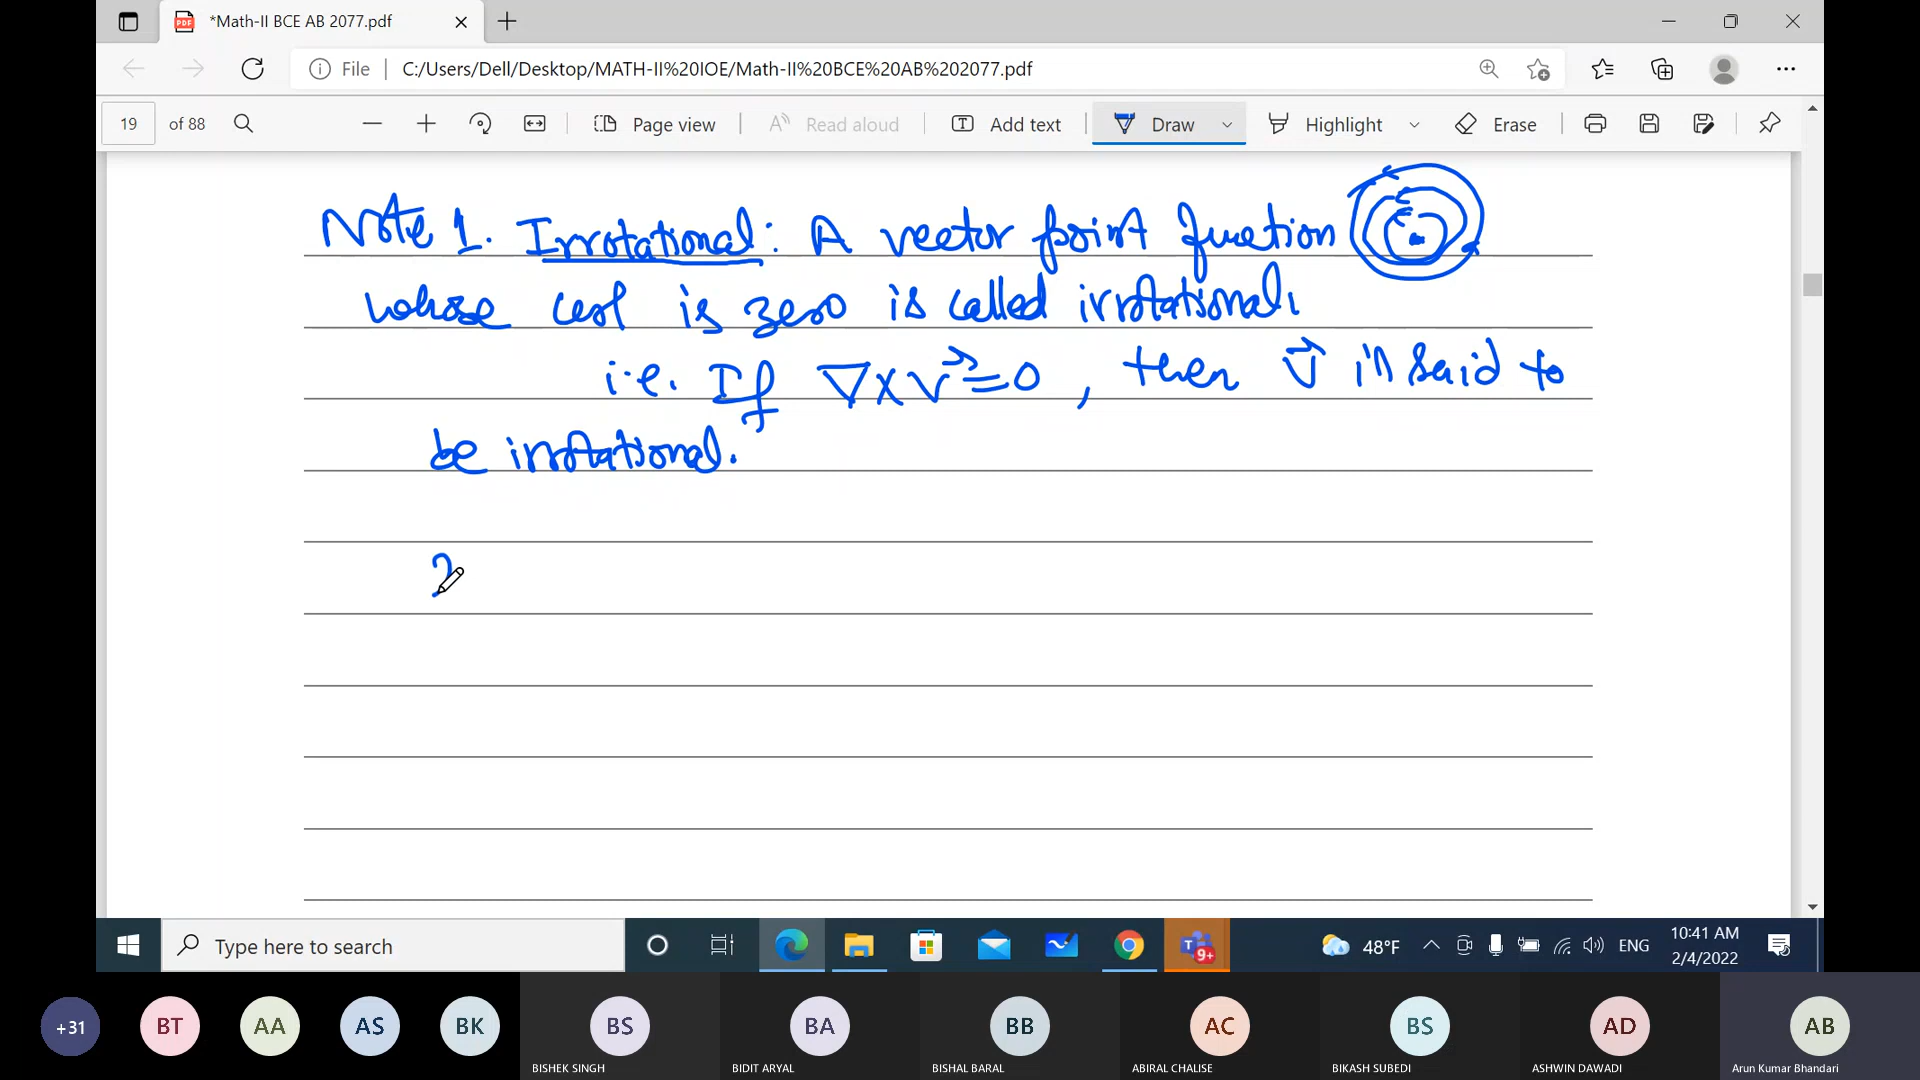 *Math-II BCE AB 2077.pdf
File C:/Users/Dell/Desktop/MATH-II%20IOE/Math-II%20BCE%20AB%202077.pdf
19 of 88 Page view Read aloud Add text Draw Highlight Erase
Note 1. Irrotational: A vector point function
whose curl is zero is called irrotational.
i.e. If ∇×V⃗=0, then V⃗ is said to
be irrotational.
2
Type here to search 9+ 48°F ENG 10:41 AM
2/4/2022
+31 BT AA AS BK BS BA BB AC BS AD AB
BISHEK SINGH BIDIT ARYAL BISHAL BARAL ABIRAL CHALISE BIKASH SUBEDI ASHWIN DAWADI Arun Kumar Bhandari